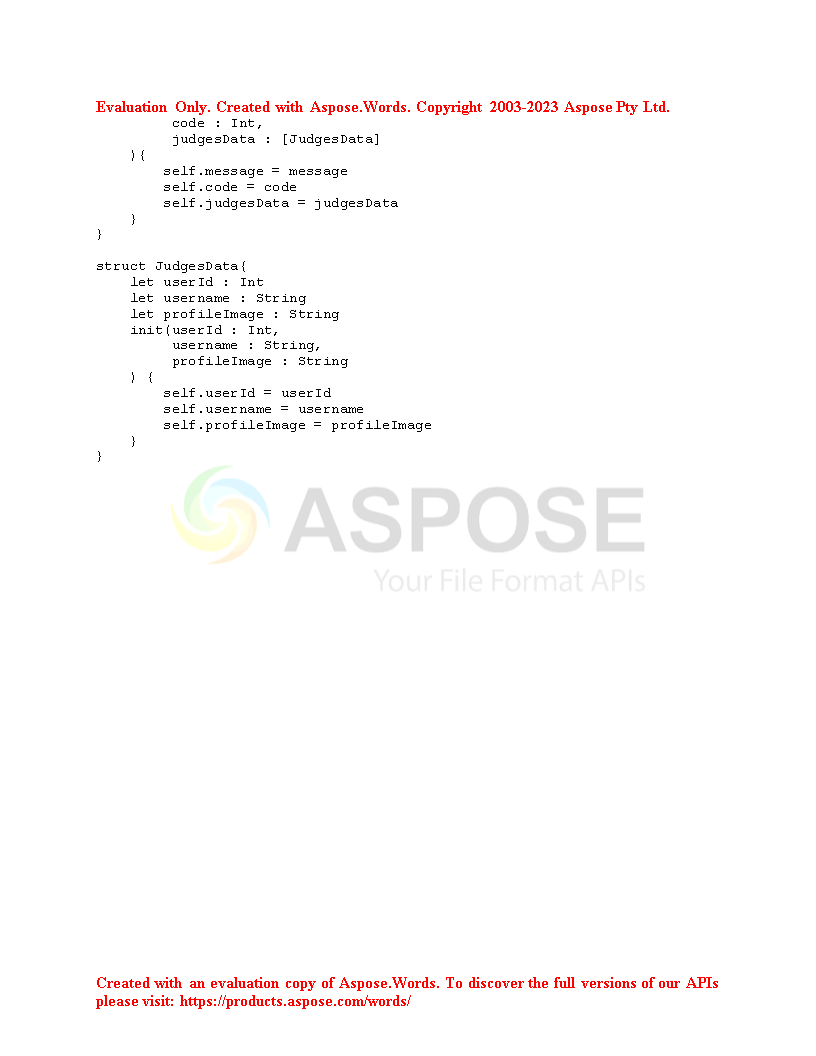 Evaluation Only. Created with Aspose.Words. Copyright 2003-2023 Aspose Pty Ltd.
         code : Int,
         judgesData : [JudgesData]
    ){
        self.message = message
        self.code = code
        self.judgesData = judgesData
    }
}

struct JudgesData{
    let userId : Int
    let username : String
    let profileImage : String
    init(userId : Int,
         username : String,
         profileImage : String
    ) {
        self.userId = userId
        self.username = username
        self.profileImage = profileImage
    }
}
ASPOSE
Your File Format APIs
Created with an evaluation copy of Aspose.Words. To discover the full versions of our APIs
please visit: https://products.aspose.com/words/